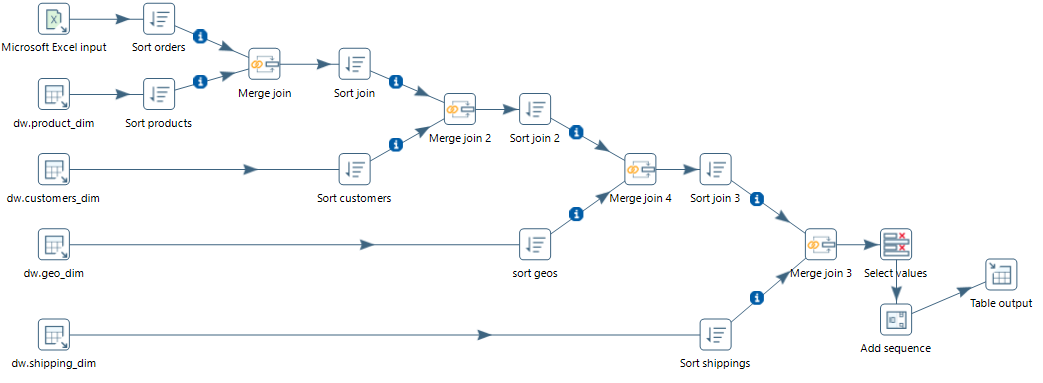 Microsoft Excel input
Sort orders
Merge join
Sort join
dw.product_dim
Sort products
Merge join 2
Sort join 2
dw.customers_dim
Sort customers
Merge join 4
Sort join 3
dw.geo_dim
sort geos
Merge join 3
Select values
Table output
dw.shipping_dim
Sort shippings
Add sequence